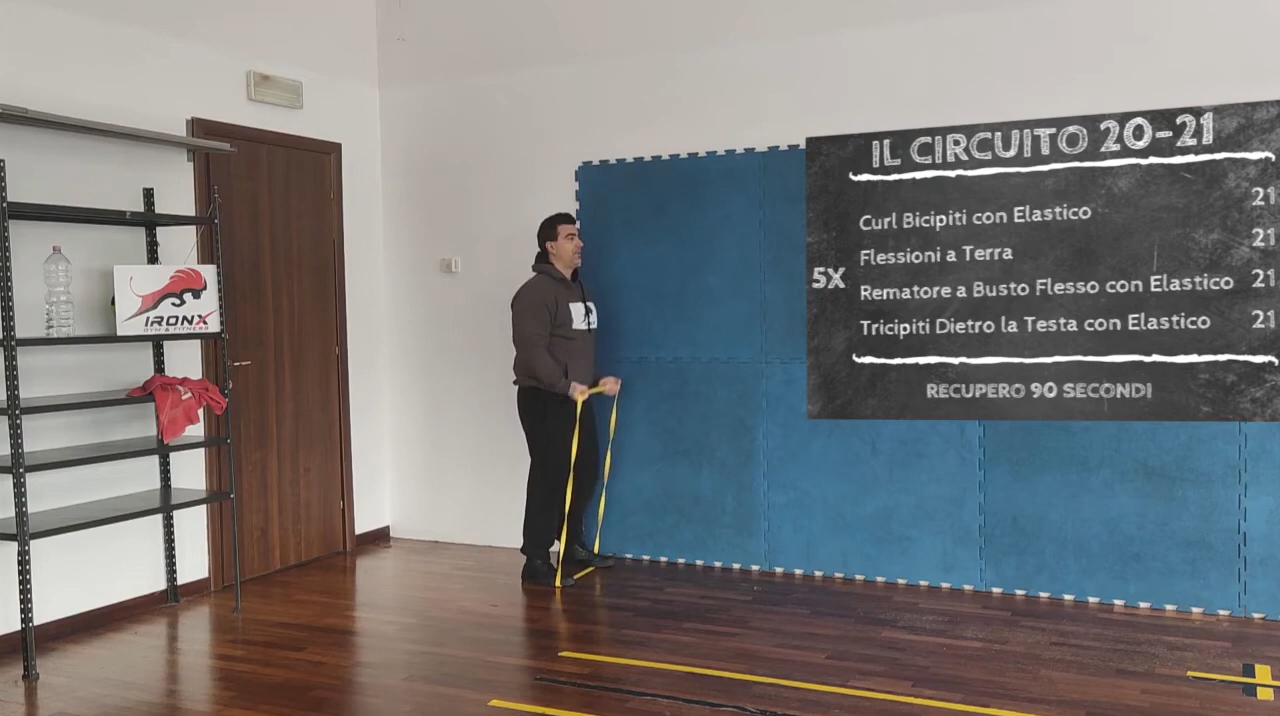 IL CIRCUITO 20-21
Curl Bicipiti con Elastico 21
Flessioni a Terra 21
5X
Rematore a Busto Flesso con Elastico 21
Tricipiti Dietro la Testa con Elastico 21
RECUPERO 90 SECONDI
IRONX
GYM & FITNESS